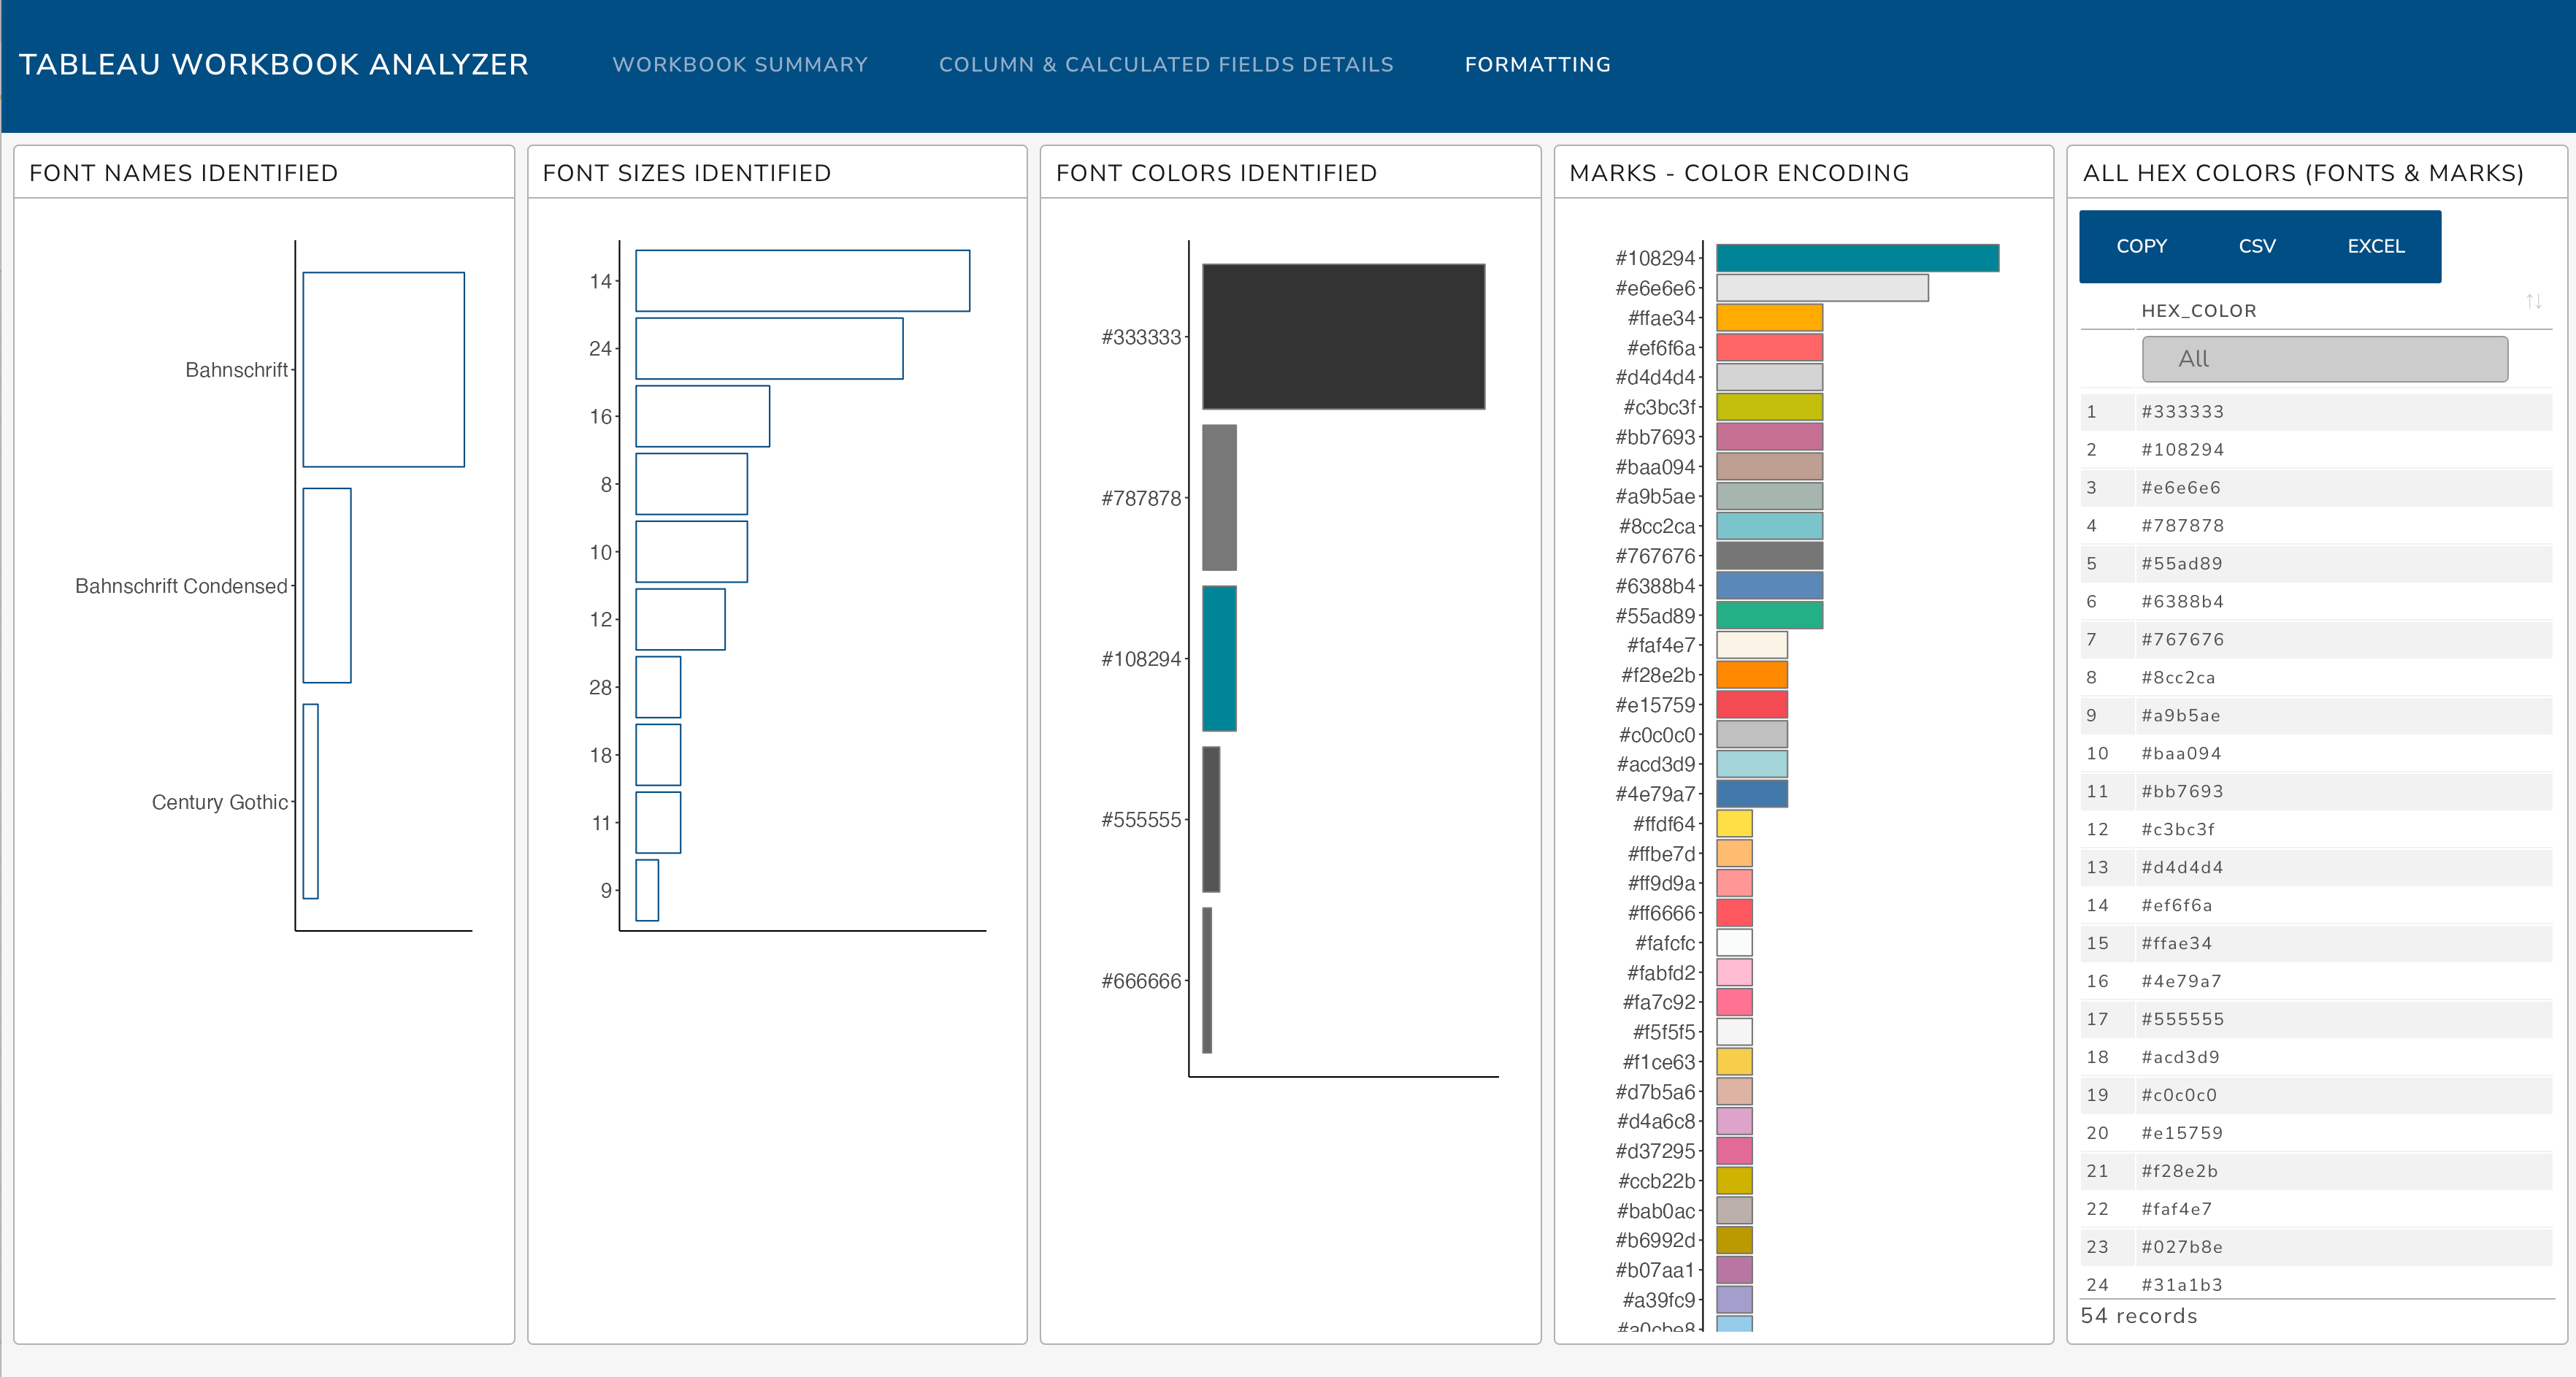 TABLEAU WORKBOOK ANALYZER
WORKBOOK SUMMARY
COLUMN & CALCULATED FIELDS DETAILS
FORMATTING
FONT NAMES IDENTIFIED
Bahnschrift
Bahnschrift Condensed
Century Gothic
FONT SIZES IDENTIFIED
14
24
16
8
10
12
28
18
11
9
FONT COLORS IDENTIFIED
#333333
#787878
#108294
#555555
#666666
MARKS - COLOR ENCODING
#108294
#e6e6e6
#ffae34
#ef6f6a
#d4d4d4
#c3bc3f
#bb7693
#baa094
#a9b5ae
#8cc2ca
#767676
#6388b4
#55ad89
#faf4e7
#f28e2b
#e15759
#c0c0c0
#acd3d9
#4e79a7
#ffdf64
#ffbe7d
#ff9d9a
#ff6666
#fafcfc
#fabfd2
#fa7c92
#f5f5f5
#f1ce63
#d7b5a6
#d4a6c8
#d37295
#ccb22b
#bab0ac
#b6992d
#b07aa1
#a39fc9
#a0cbe8
ALL HEX COLORS (FONTS & MARKS)
COPY CSV EXCEL
HEX_COLOR
All
1 #333333
2 #108294
3 #e6e6e6
4 #787878
5 #55ad89
6 #6388b4
7 #767676
8 #8cc2ca
9 #a9b5ae
10 #baa094
11 #bb7693
12 #c3bc3f
13 #d4d4d4
14 #ef6f6a
15 #ffae34
16 #4e79a7
17 #555555
18 #acd3d9
19 #c0c0c0
20 #e15759
21 #f28e2b
22 #faf4e7
23 #027b8e
24 #31a1b3
54 records